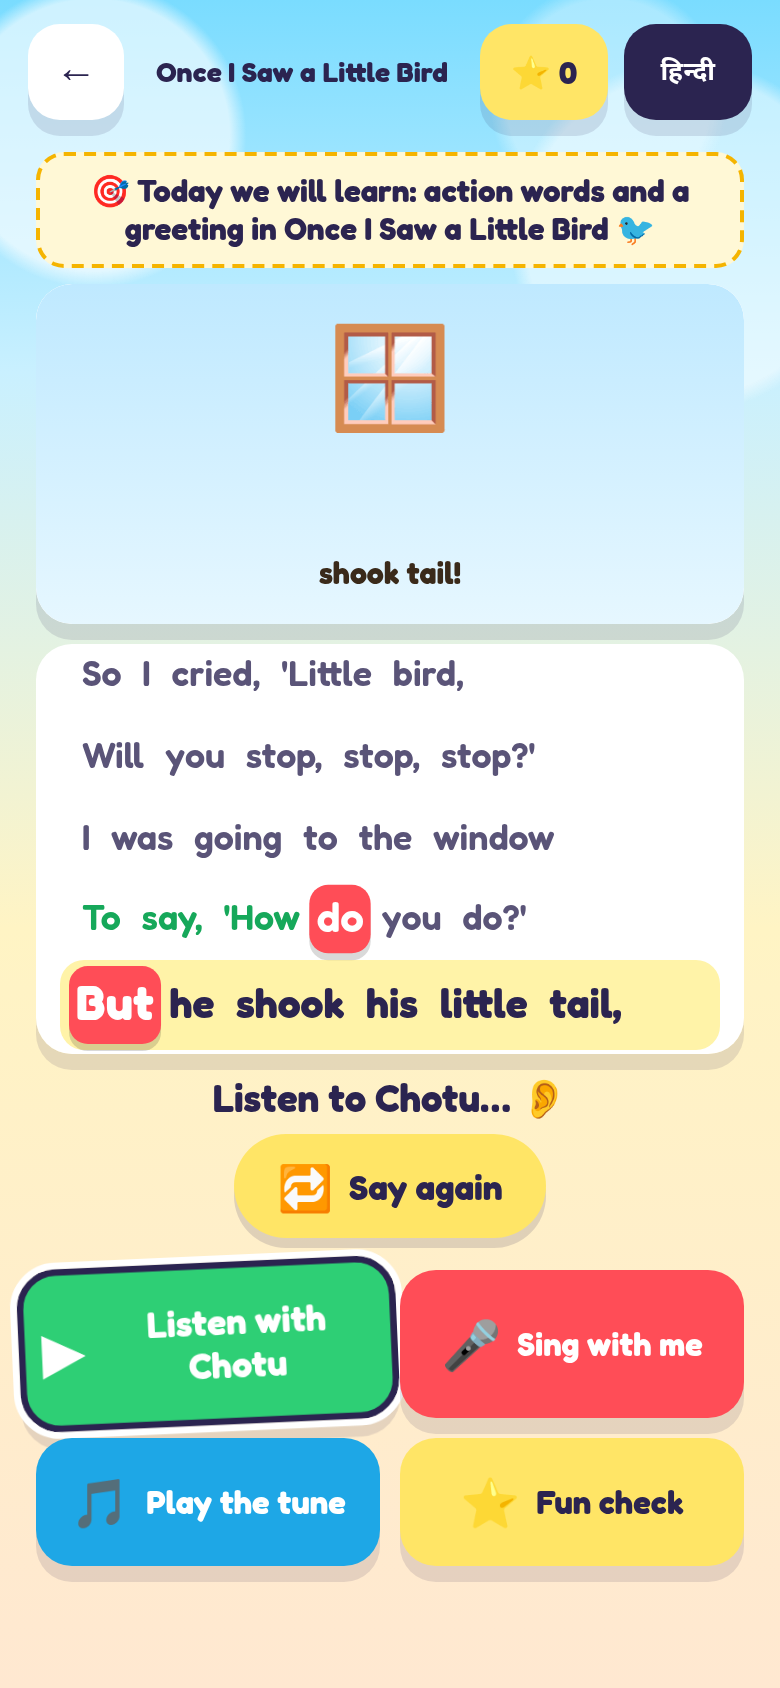 ←
Once I Saw a Little Bird
⭐ 0
हिन्दी
🎯 Today we will learn: action words and a
greeting in Once I Saw a Little Bird 🐦
shook tail!
So I cried, 'Little bird,
Will you stop, stop, stop?'
I was going to the window
To say, 'How do you do?'
But he shook his little tail,
Listen to Chotu... 👂
🔁 Say again
▶ Listen with
Chotu
🎤 Sing with me
🎵 Play the tune
⭐ Fun check